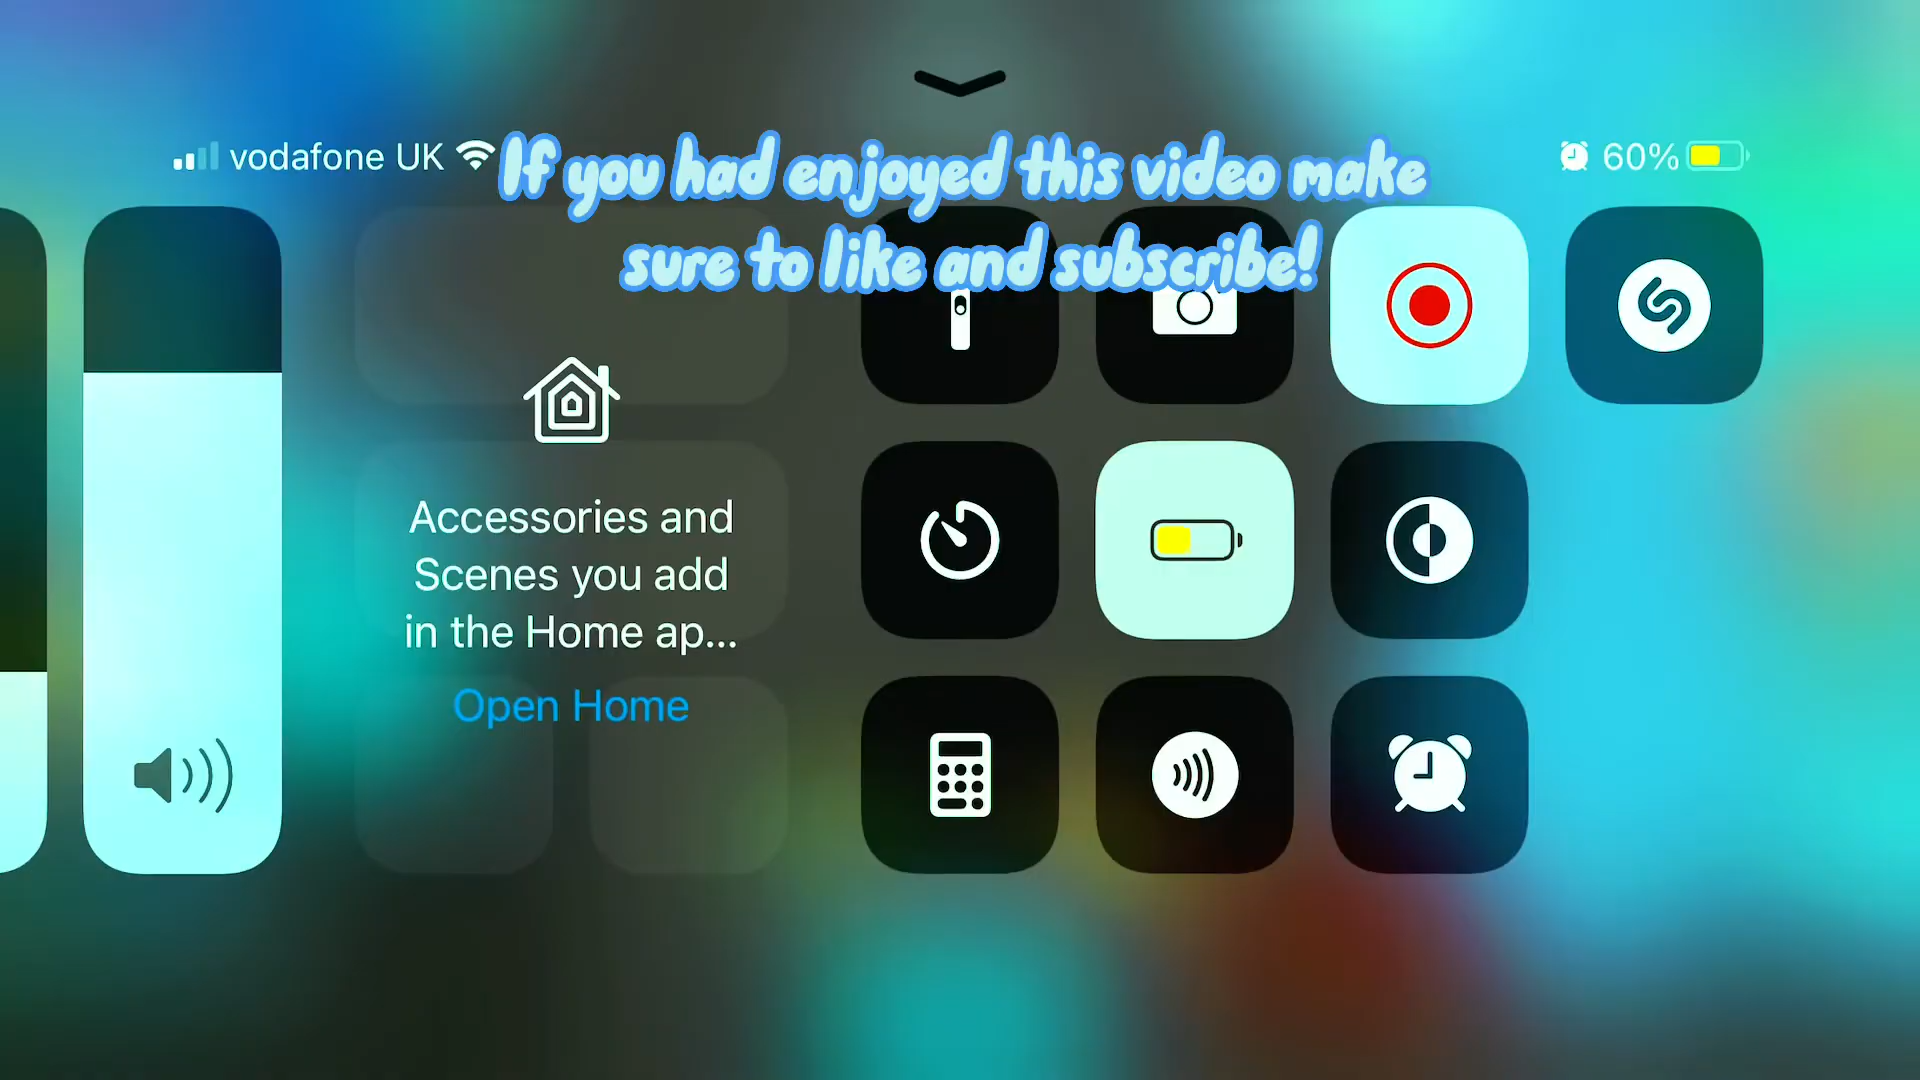 vodafone UK
60%
If you had enjoyed this video make
sure to like and subscribe!
Accessories and
Scenes you add
in the Home ap...
Open Home